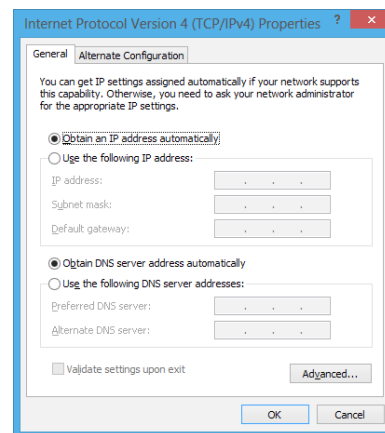 Internet Protocol Version 4 (TCP/IPv4) Properties ? ×
General Alternate Configuration
You can get IP settings assigned automatically if your network supports
this capability. Otherwise, you need to ask your network administrator
for the appropriate IP settings.
Obtain an IP address automatically
Use the following IP address:
IP address: . . .
Subnet mask: . . .
Default gateway: . . .
Obtain DNS server address automatically
Use the following DNS server addresses:
Preferred DNS server: . . .
Alternate DNS server: . . .
Validate settings upon exit
Advanced...
OK Cancel